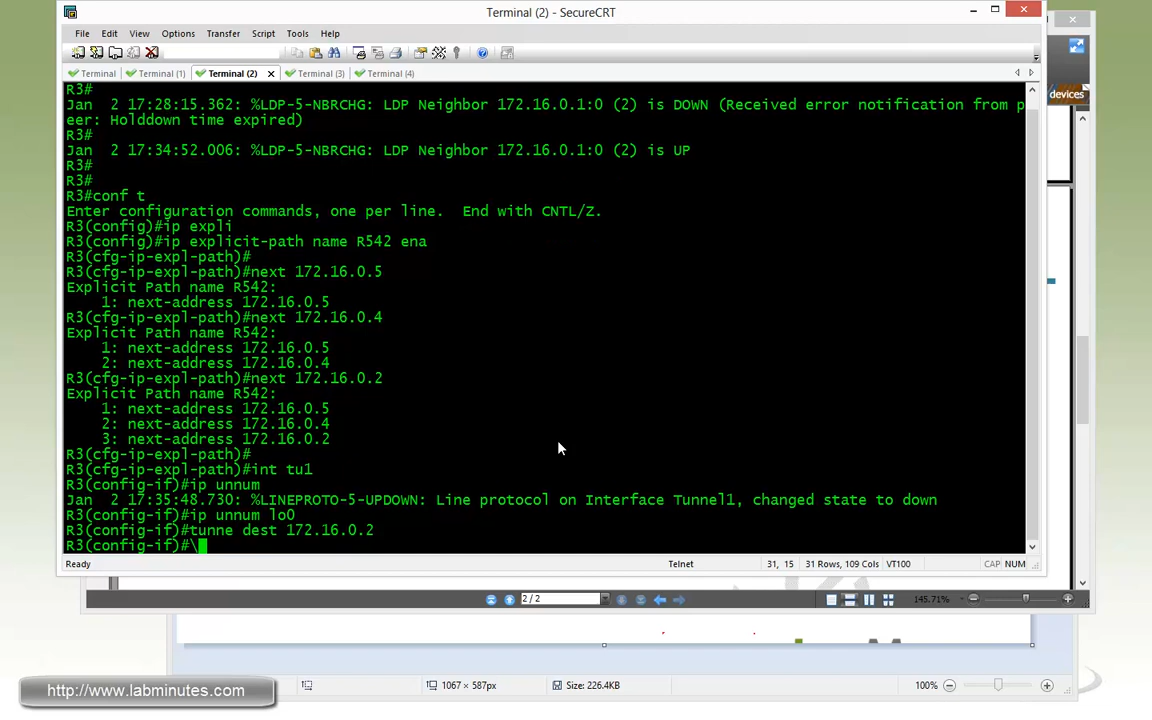 Terminal (2) - SecureCRT
File Edit View Options Transfer Script Tools Help
Terminal Terminal (1) Terminal (2) Terminal (3) Terminal (4)
devices
R3#
Jan  2 17:28:15.362: %LDP-5-NBRCHG: LDP Neighbor 172.16.0.1:0 (2) is DOWN (Received error notification from p
eer: Holddown time expired)
R3#
Jan  2 17:34:52.006: %LDP-5-NBRCHG: LDP Neighbor 172.16.0.1:0 (2) is UP
R3#
R3#
R3#conf t
Enter configuration commands, one per line.  End with CNTL/Z.
R3(config)#ip expli
R3(config)#ip explicit-path name R542 ena
R3(cfg-ip-expl-path)#
R3(cfg-ip-expl-path)#next 172.16.0.5
Explicit Path name R542:
    1: next-address 172.16.0.5
R3(cfg-ip-expl-path)#next 172.16.0.4
Explicit Path name R542:
    1: next-address 172.16.0.5
    2: next-address 172.16.0.4
R3(cfg-ip-expl-path)#next 172.16.0.2
Explicit Path name R542:
    1: next-address 172.16.0.5
    2: next-address 172.16.0.4
    3: next-address 172.16.0.2
R3(cfg-ip-expl-path)#
R3(cfg-ip-expl-path)#int tu1
R3(config-if)#ip unnum
Jan  2 17:35:48.730: %LINEPROTO-5-UPDOWN: Line protocol on Interface Tunnel1, changed state to down
R3(config-if)#ip unnum lo0
R3(config-if)#tunne dest 172.16.0.2
R3(config-if)#\
Ready Telnet 31, 15 31 Rows, 109 Cols VT100 CAP NUM
2 / 2 145.71%
http://www.labminutes.com 1067 × 587px Size: 226.4KB 100%